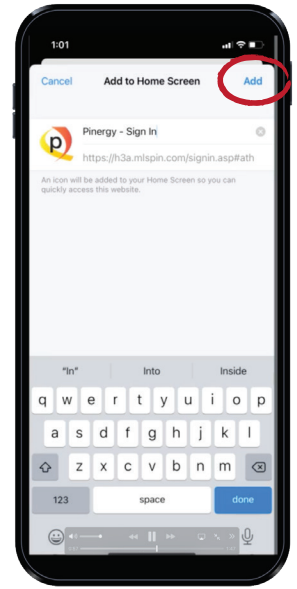 1:01
Cancel Add to Home Screen Add
p
Pinergy - Sign In
https://h3a.mlspin.com/signin.asp#ath
An icon will be added to your Home Screen so you can
quickly access this website.
"In" Into Inside
q w e r t y u i o p
a s d f g h j k l
z x c v b n m
123 space done